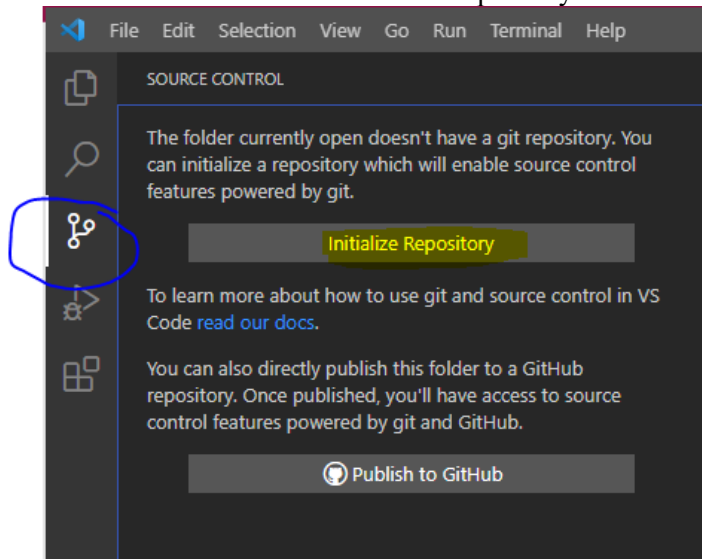 File Edit Selection View Go Run Terminal Help
SOURCE CONTROL
The folder currently open doesn't have a git repository. You
can initialize a repository which will enable source control
features powered by git.
Initialize Repository
To learn more about how to use git and source control in VS
Code read our docs.
You can also directly publish this folder to a GitHub
repository. Once published, you'll have access to source
control features powered by git and GitHub.
Publish to GitHub